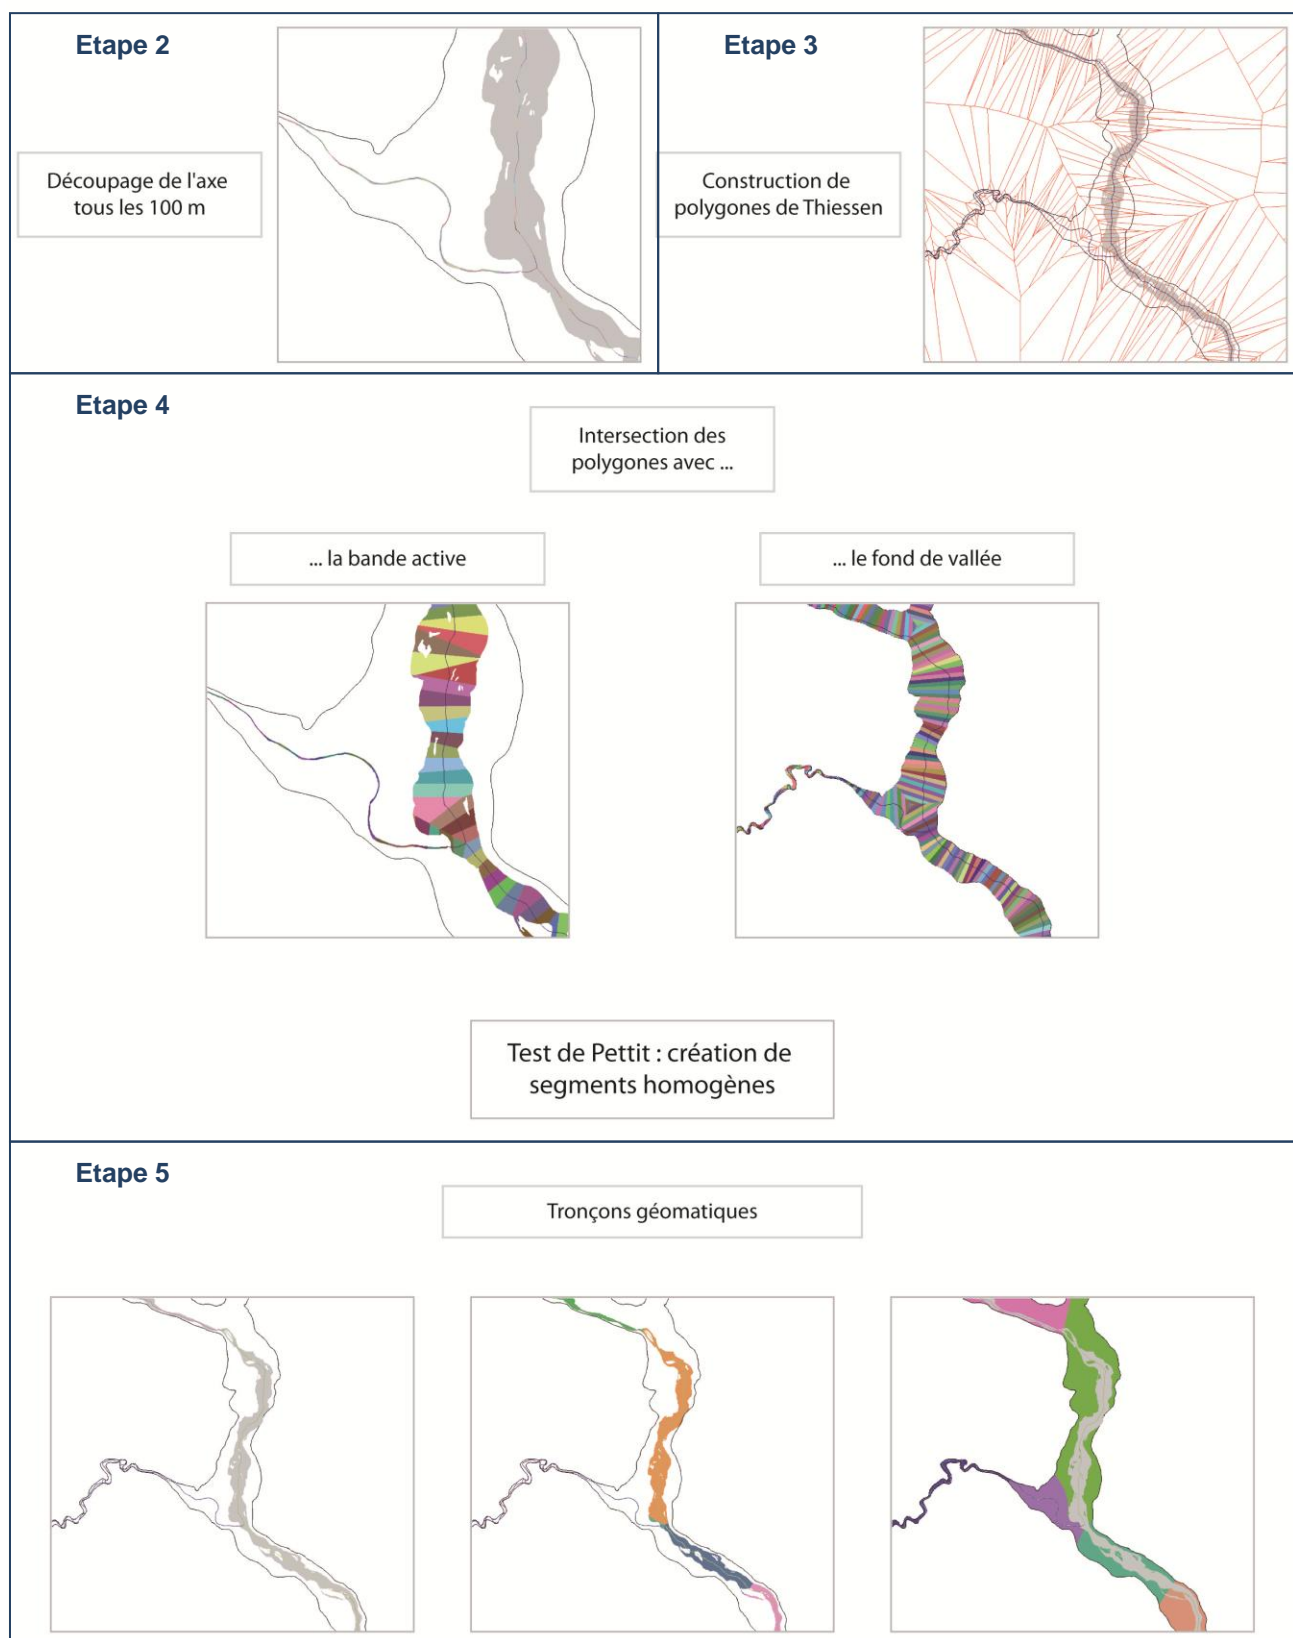 Etape 2
Découpage de l'axe
tous les 100 m
Etape 3
Construction de
polygones de Thiessen
Etape 4
Intersection des
polygones avec ...
... la bande active
... le fond de vallée
Test de Pettit : création de
segments homogènes
Etape 5
Tronçons géomatiques